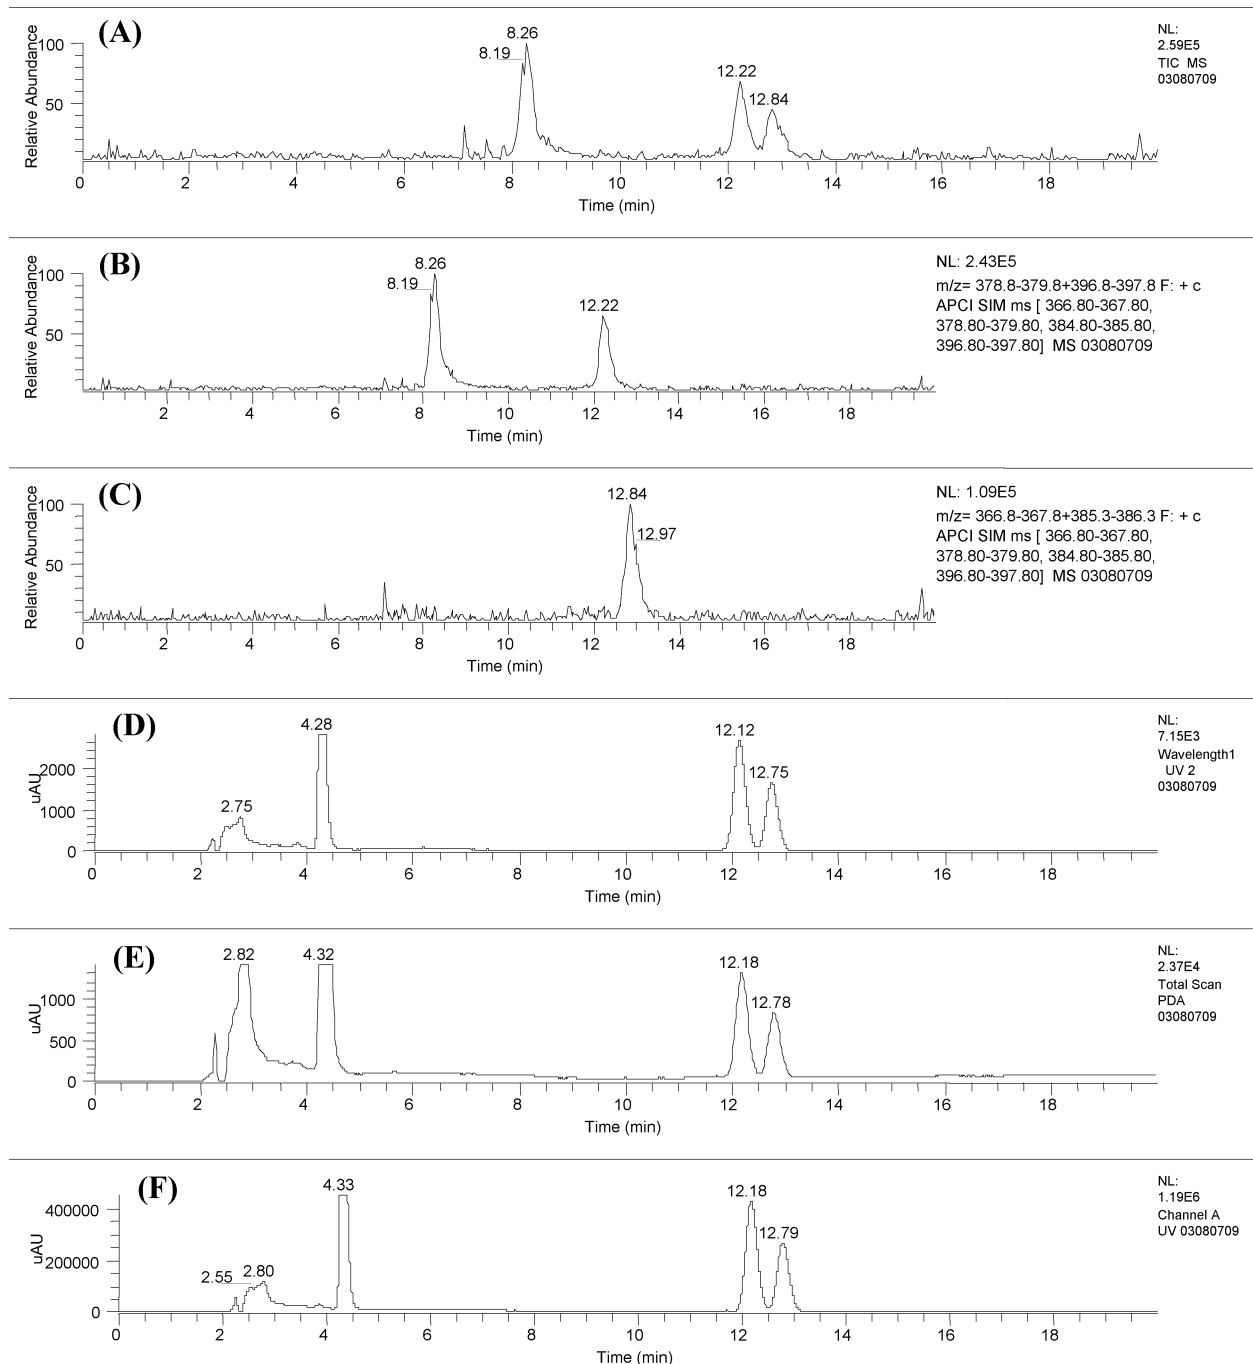 (A)
Relative Abundance
100
50
8.26
8.19
12.22
12.84
NL:
2.59E5
TIC MS
03080709
0 2 4 6 8 10 12 14 16 18
Time (min)
(B)
Relative Abundance
100
50
8.26
8.19
12.22
NL: 2.43E5
m/z= 378.8-379.8+396.8-397.8 F: + c
APCI SIM ms [ 366.80-367.80,
378.80-379.80, 384.80-385.80,
396.80-397.80] MS 03080709
2 4 6 8 10 12 14 16 18
Time (min)
(C)
Relative Abundance
100
50
12.84
12.97
NL: 1.09E5
m/z= 366.8-367.8+385.3-386.3 F: + c
APCI SIM ms [ 366.80-367.80,
378.80-379.80, 384.80-385.80,
396.80-397.80] MS 03080709
0 2 4 6 8 10 12 14 16 18
Time (min)
(D)
uAU
2000
1000
0
2.75
4.28
12.12
12.75
NL:
7.15E3
Wavelength1
UV 2
03080709
0 2 4 6 8 10 12 14 16 18
Time (min)
(E)
uAU
1000
500
0
2.82
4.32
12.18
12.78
NL:
2.37E4
Total Scan
PDA
03080709
0 2 4 6 8 10 12 14 16 18
Time (min)
(F)
uAU
400000
200000
0
2.55
2.80
4.33
12.18
12.79
NL:
1.19E6
Channel A
UV 03080709
0 2 4 6 8 10 12 14 16 18
Time (min)